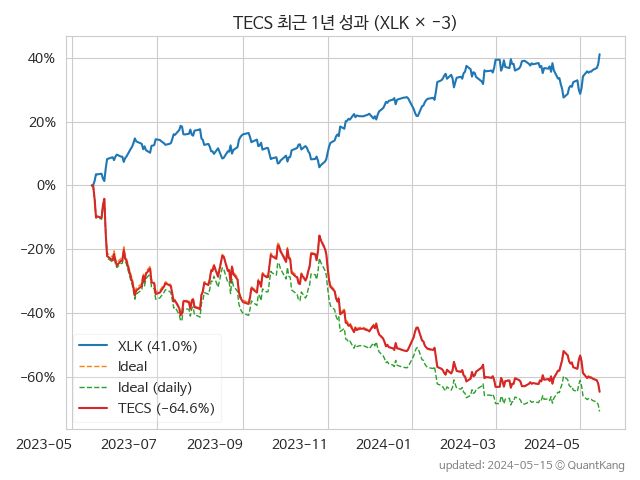 TECS 최근 1년 성과 (XLK × −3)
40%
20%
0%
−20%
−40%
−60%
XLK (41.0%)
Ideal
Ideal (daily)
TECS (−64.6%)
2023-05 2023-07 2023-09 2023-11 2024-01 2024-03 2024-05
updated: 2024-05-15 © QuantKang